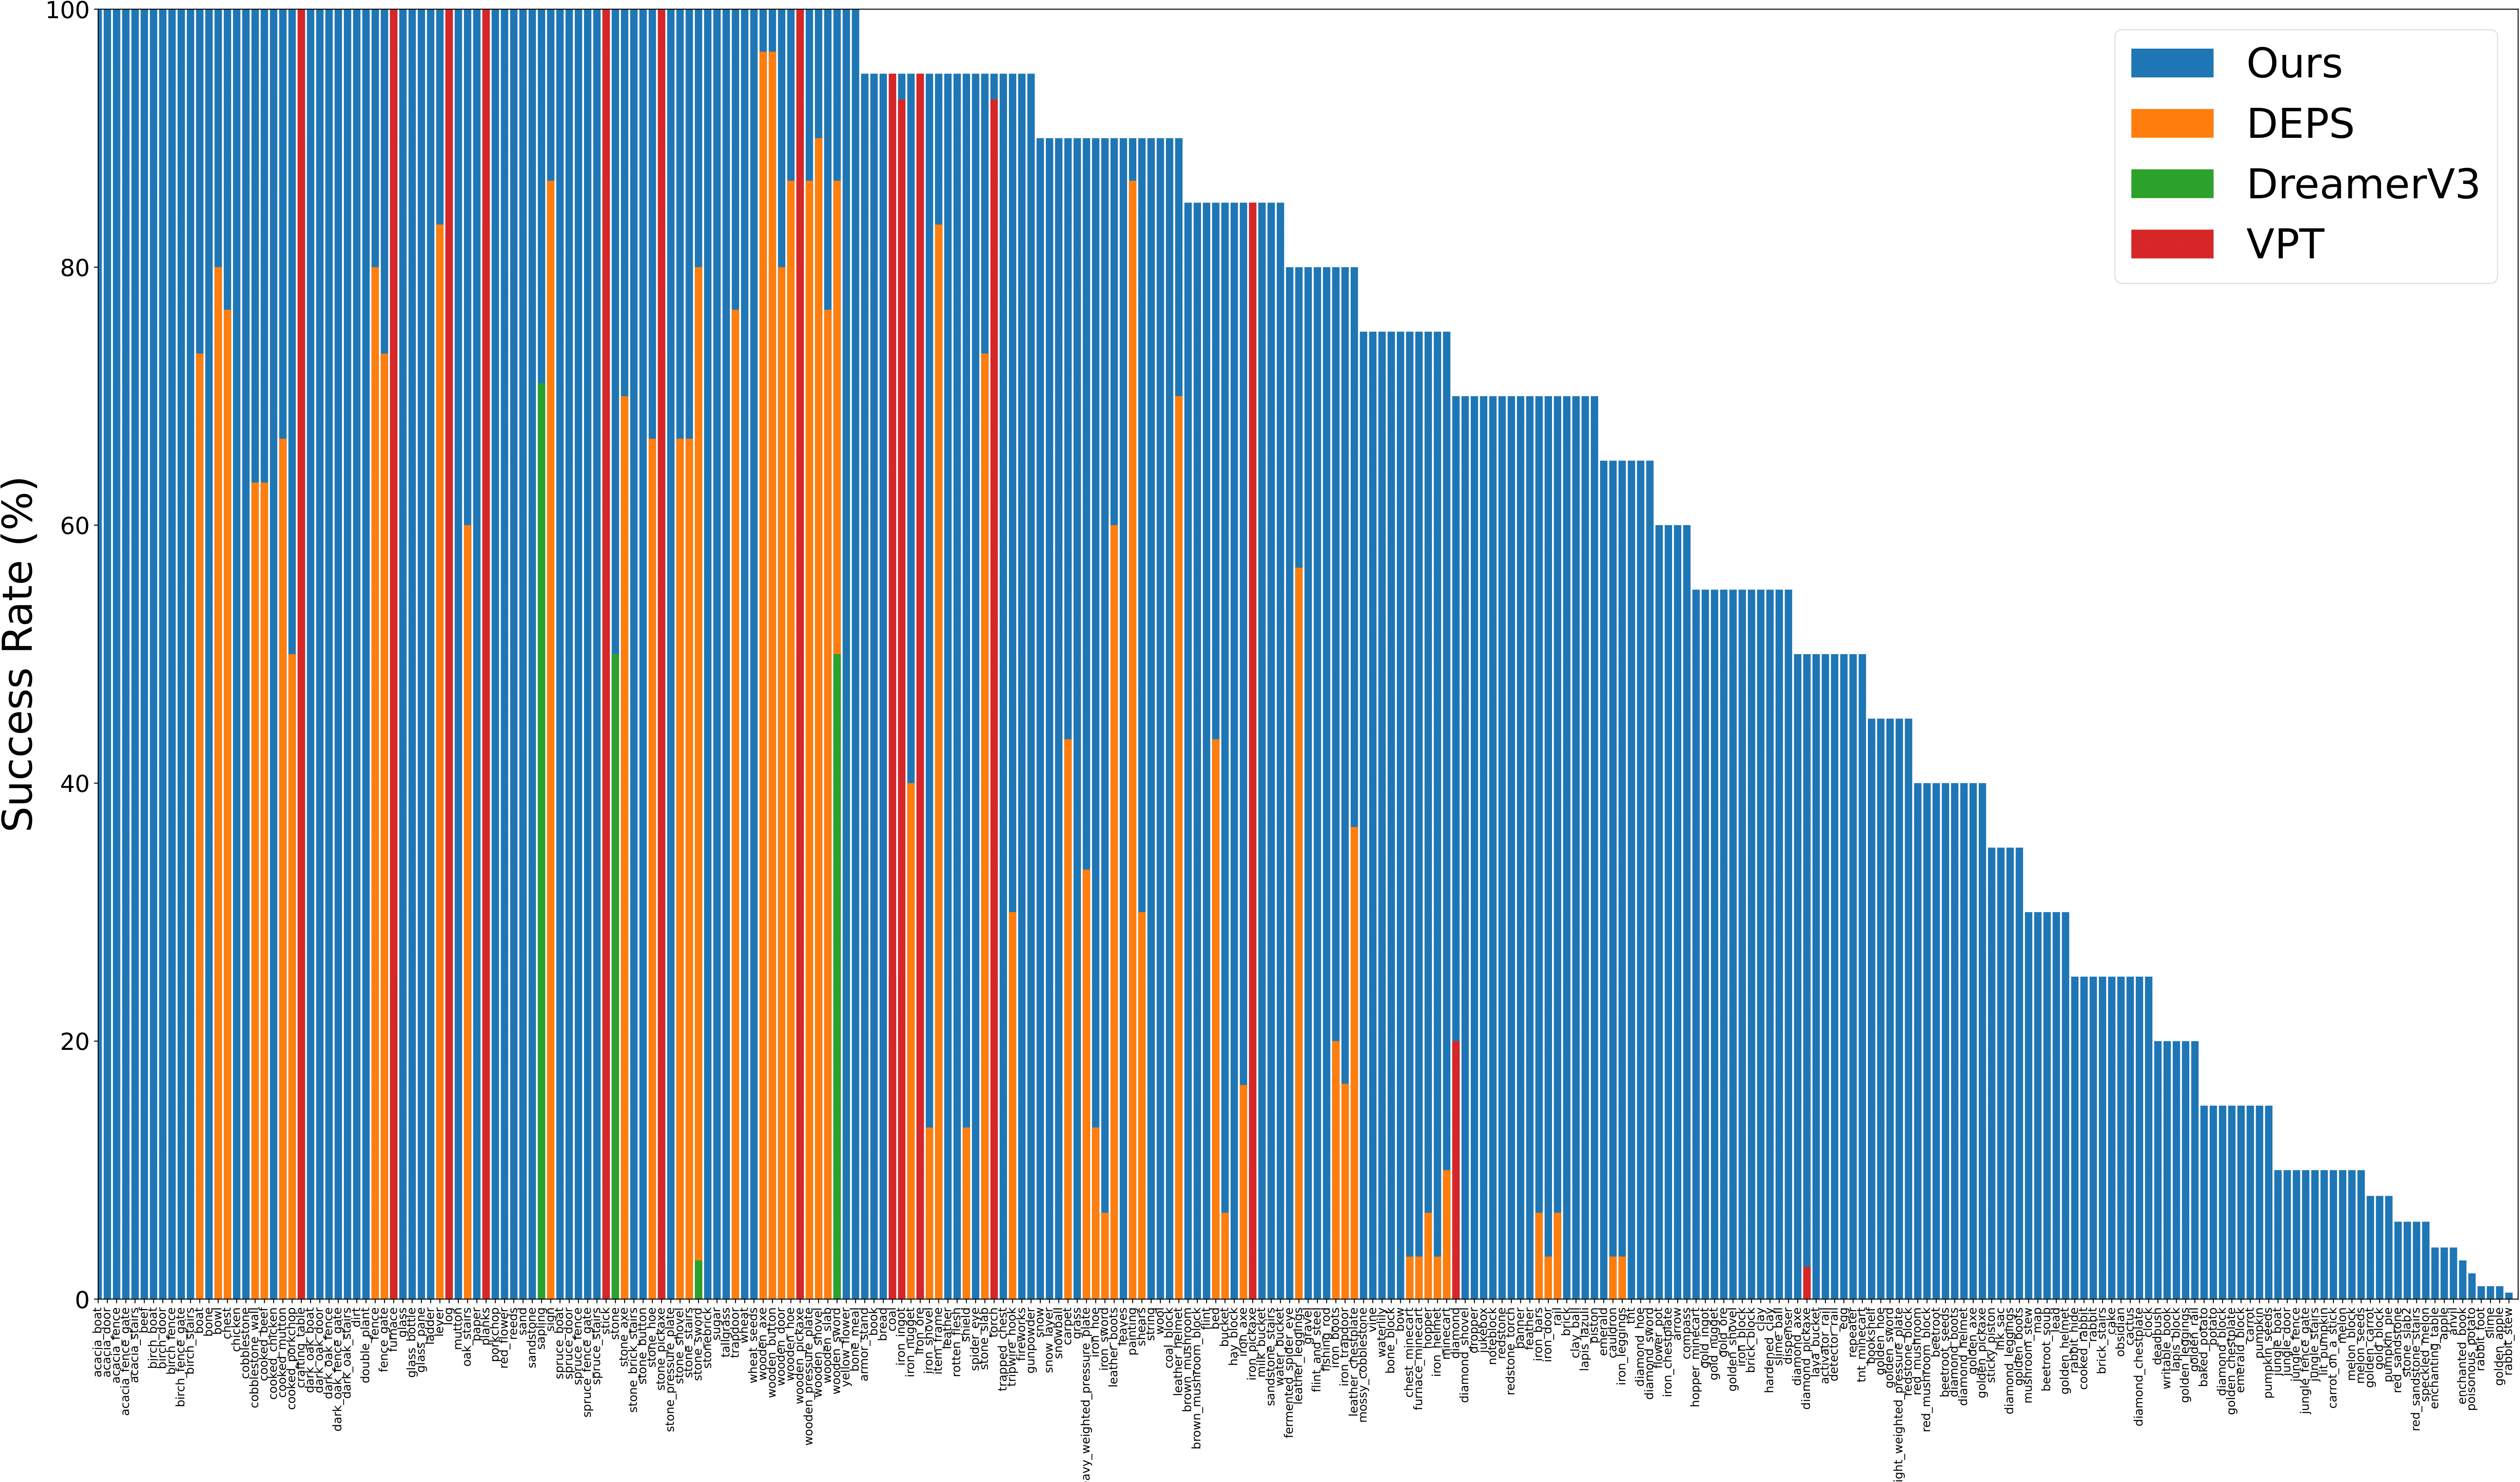 Success Rate (%)
100
80
60
40
20
0
Ours
DEPS
DreamerV3
VPT
acacia_boat
acacia_door
acacia_fence
acacia_fence_gate
acacia_stairs
beef
birch_boat
birch_door
birch_fence
birch_fence_gate
birch_stairs
boat
bone
bowl
chest
chicken
cobblestone
cobblestone_wall
cooked_beef
cooked_chicken
cooked_mutton
cooked_porkchop
crafting_table
dark_oak_boat
dark_oak_door
dark_oak_fence
dark_oak_fence_gate
dark_oak_stairs
dirt
double_plant
fence
fence_gate
furnace
glass
glass_bottle
glass_pane
ladder
lever
log
mutton
oak_stairs
paper
planks
porkchop
red_flower
reeds
sand
sandstone
sapling
sign
spruce_boat
spruce_door
spruce_fence
spruce_fence_gate
spruce_stairs
stick
stone
stone_axe
stone_brick_stairs
stone_button
stone_hoe
stone_pickaxe
stone_pressure_plate
stone_shovel
stone_stairs
stone_sword
stonebrick
sugar
tallgrass
trapdoor
wheat
wheat_seeds
wooden_axe
wooden_button
wooden_door
wooden_hoe
wooden_pickaxe
wooden_pressure_plate
wooden_shovel
wooden_slab
wooden_sword
yellow_flower
bone_meal
armor_stand
book
bread
coal
iron_ingot
iron_nugget
iron_ore
iron_shovel
item_frame
leather
rotten_flesh
shield
spider_eye
stone_slab
torch
trapped_chest
tripwire_hook
fireworks
gunpowder
snow
snow_layer
snowball
carpet
grass
avy_weighted_pressure_plate
iron_hoe
iron_sword
leather_boots
leaves
painting
shears
string
wool
coal_block
leather_helmet
brown_mushroom
brown_mushroom_block
flint
bed
bucket
hay_block
iron_axe
iron_pickaxe
milk_bucket
sandstone_stairs
water_bucket
fermented_spider_eye
leather_leggings
gravel
flint_and_steel
fishing_rod
iron_boots
iron_trapdoor
leather_chestplate
mossy_cobblestone
vine
waterlily
bone_block
bow
chest_minecart
furnace_minecart
hopper
iron_helmet
minecart
diamond
diamond_shovel
dropper
jukebox
noteblock
redstone
redstone_torch
banner
feather
iron_bars
iron_door
rail
brick
clay_ball
lapis_lazuli
piston
emerald
cauldron
iron_leggings
tnt
diamond_hoe
diamond_sword
flower_pot
iron_chestplate
arrow
compass
hopper_minecart
gold_ingot
gold_nugget
gold_ore
golden_shovel
iron_block
brick_block
clay
hardened_clay
slime_ball
dispenser
diamond_axe
diamond_pickaxe
lava_bucket
activator_rail
detector_rail
egg
repeater
tnt_minecart
bookshelf
golden_hoe
golden_sword
ight_weighted_pressure_plate
redstone_block
red_mushroom
red_mushroom_block
beetroot
beetroot_seeds
diamond_boots
diamond_helmet
golden_axe
golden_pickaxe
sticky_piston
ink_sac
diamond_leggings
golden_boots
mushroom_stew
map
beetroot_soup
lead
golden_helmet
rabbit_hide
cooked_rabbit
rabbit
brick_stairs
cake
obsidian
cactus
diamond_chestplate
clock
deadbush
writable_book
lapis_block
golden_leggings
golden_rail
baked_potato
potato
diamond_block
golden_chestplate
emerald_block
carrot
pumpkin
pumpkin_seeds
jungle_boat
jungle_door
jungle_fence
jungle_fence_gate
jungle_stairs
lit_pumpkin
carrot_on_a_stick
melon
melon_block
melon_seeds
golden_carrot
gold_block
pumpkin_pie
red_sandstone
stone_slab2
red_sandstone_stairs
speckled_melon
enchanting_table
apple
anvil
enchanted_book
poisonous_potato
rabbit_foot
slime
golden_apple
rabbit_stew